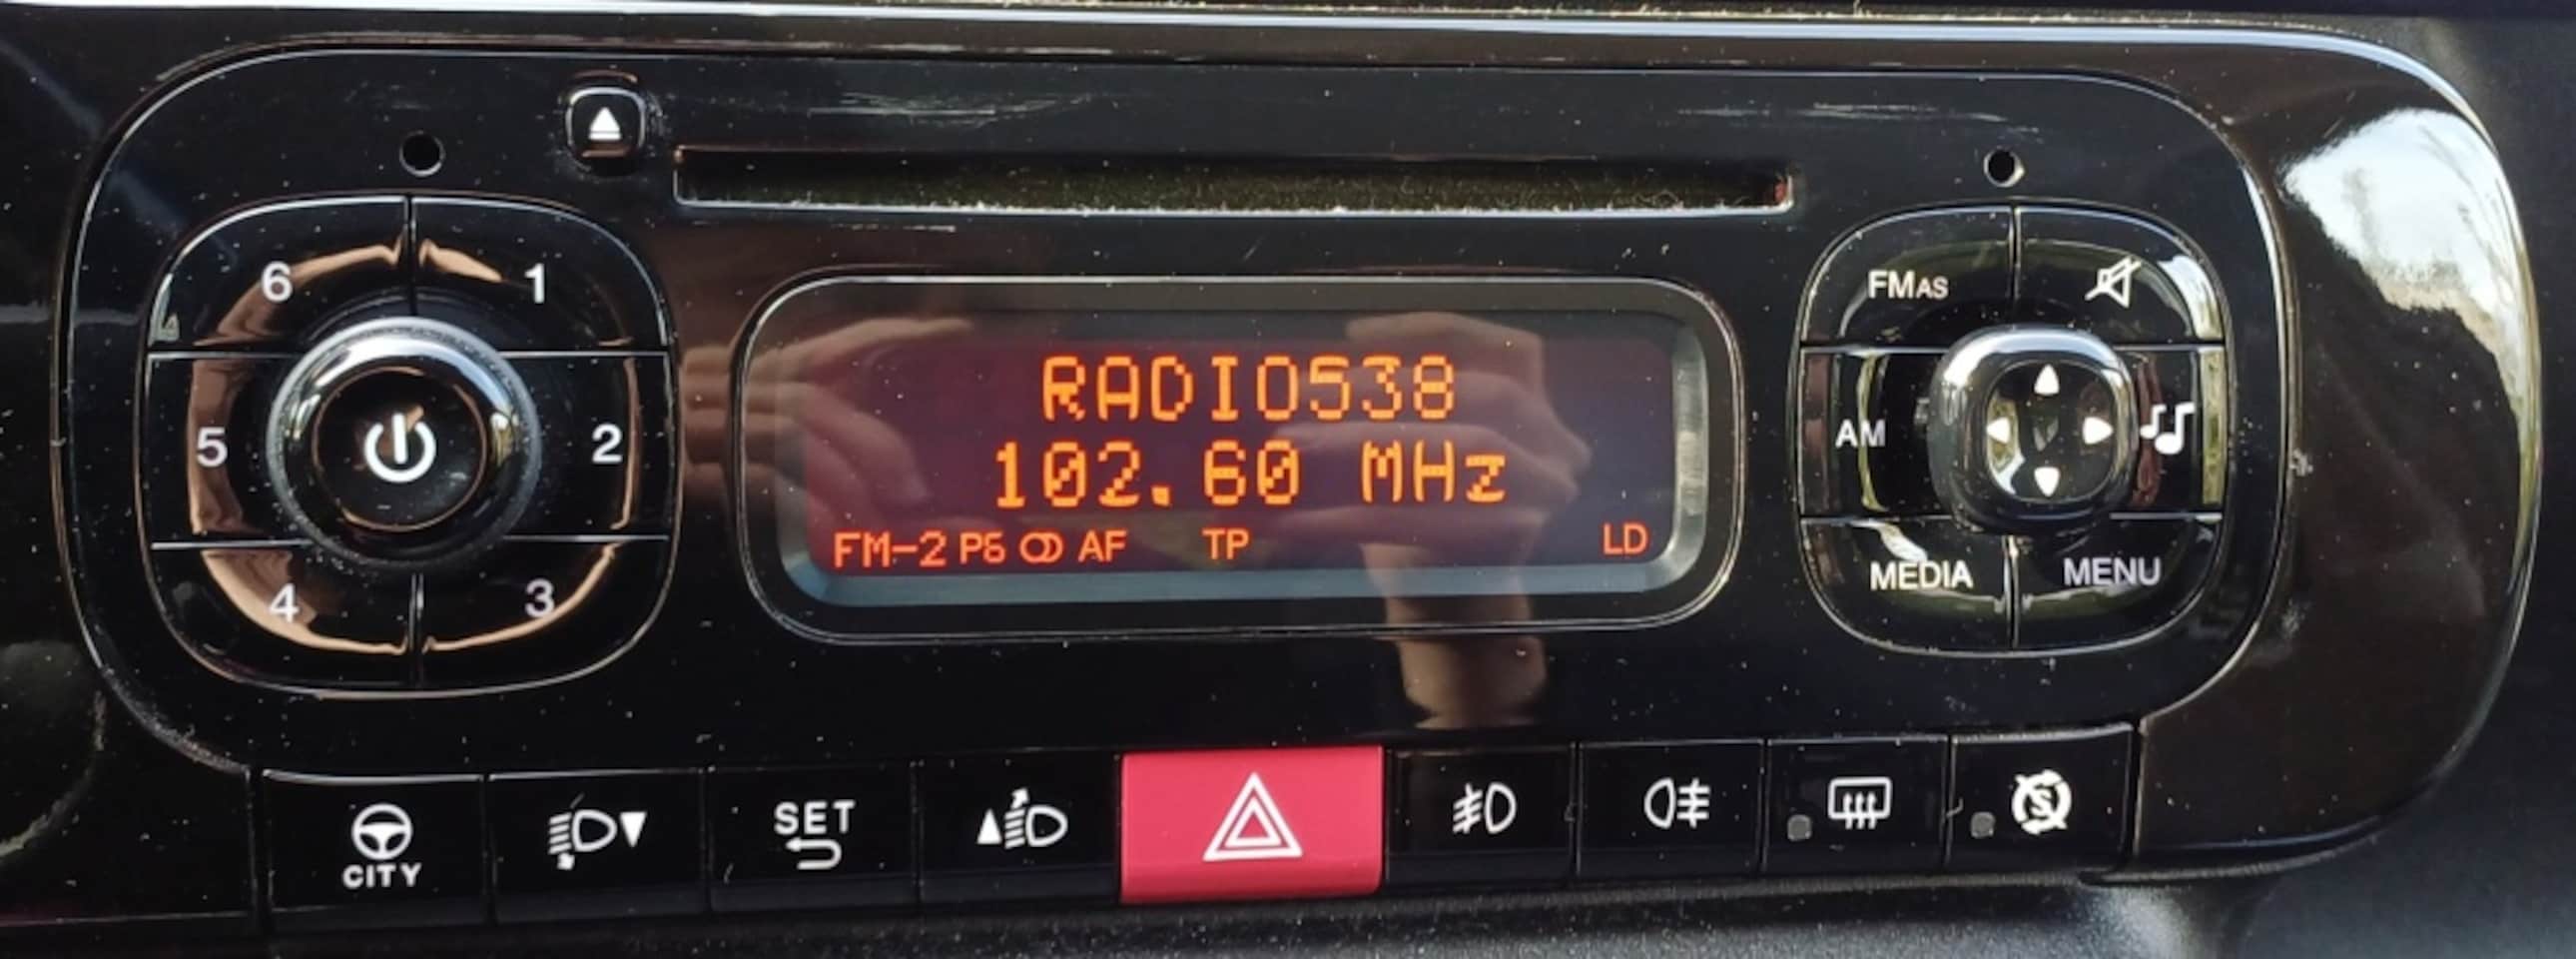 6 1
5 2
4 3
RADIO538
102.60 MHz
FM-2 P6 AF TP LD
FMAS
AM
MEDIA MENU
CITY
SET